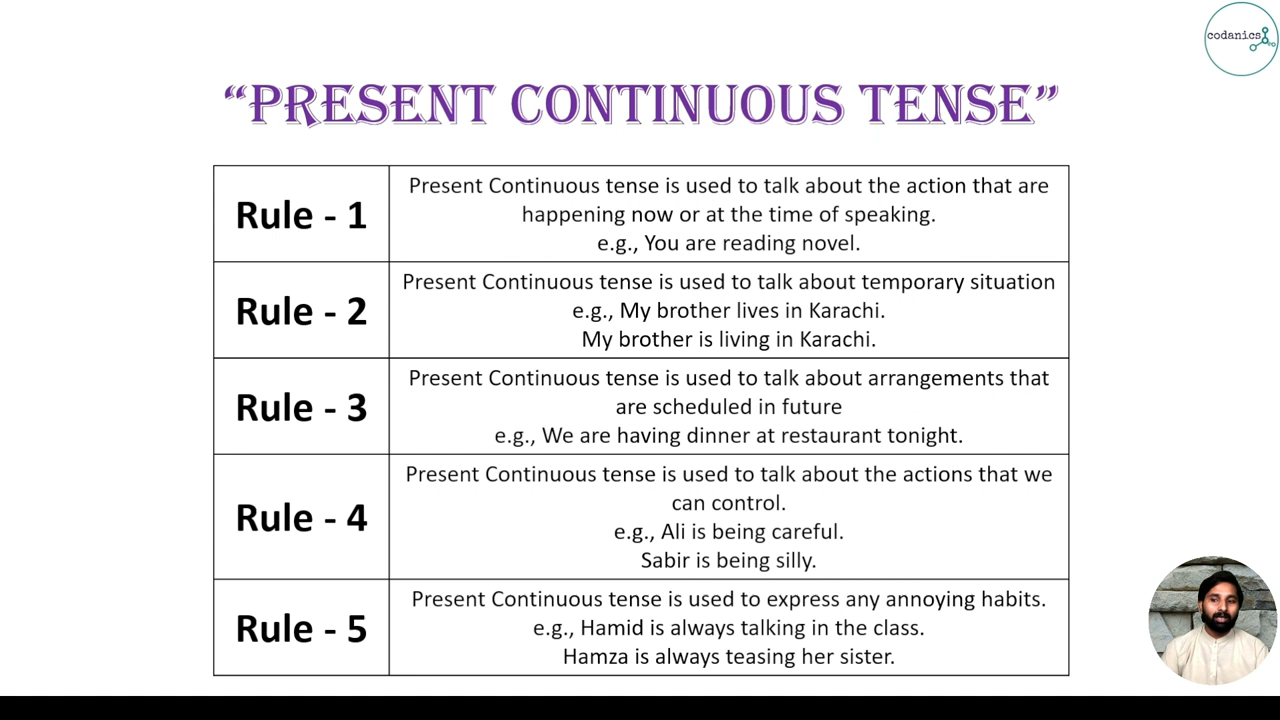 codanics
“PRESENT CONTINUOUS TENSE”
Rule - 1
Present Continuous tense is used to talk about the action that are
happening now or at the time of speaking.
e.g., You are reading novel.
Rule - 2
Present Continuous tense is used to talk about temporary situation
e.g., My brother lives in Karachi.
My brother is living in Karachi.
Rule - 3
Present Continuous tense is used to talk about arrangements that
are scheduled in future
e.g., We are having dinner at restaurant tonight.
Rule - 4
Present Continuous tense is used to talk about the actions that we
can control.
e.g., Ali is being careful.
Sabir is being silly.
Rule - 5
Present Continuous tense is used to express any annoying habits.
e.g., Hamid is always talking in the class.
Hamza is always teasing her sister.